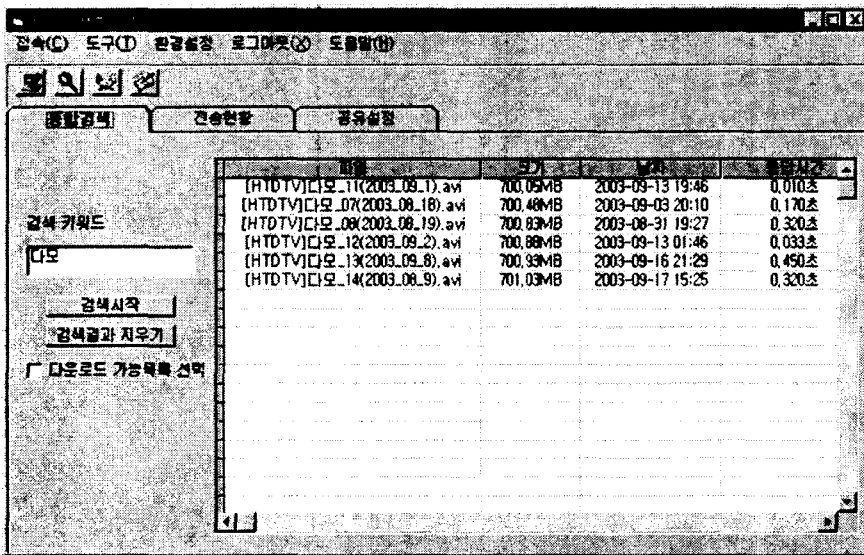 접속(C) 도구(T) 환경설정 로그아웃(X) 도움말(H)
통합검색 전송현황 공유설정
파일 크기 날짜 응답시간
[HTDTV]다모_11(2003_09_1).avi 700,05MB 2003-09-13 19:46 0,010초
[HTDTV]다모_07(2003_08_18).avi 700,48MB 2003-09-03 20:10 0,170초
[HTDTV]다모_08(2003_08_19).avi 700,83MB 2003-08-31 19:27 0,320초
[HTDTV]다모_12(2003_09_2).avi 700,88MB 2003-09-13 01:46 0,033초
[HTDTV]다모_13(2003_09_8).avi 700,93MB 2003-09-16 21:29 0,450초
[HTDTV]다모_14(2003_08_9).avi 701,03MB 2003-09-17 15:25 0,320초
검색 키워드
다모
검색시작
검색결과 지우기
다운로드 가능목록 선택